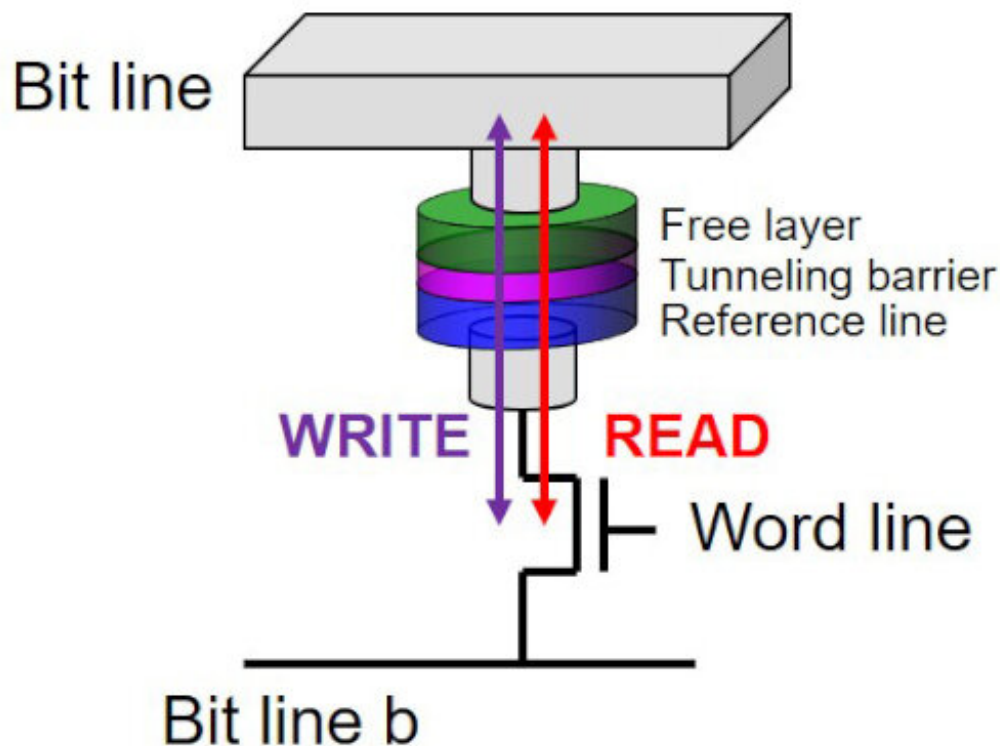 Bit line
Free layer
Tunneling barrier
Reference line
WRITE
READ
Word line
Bit line b